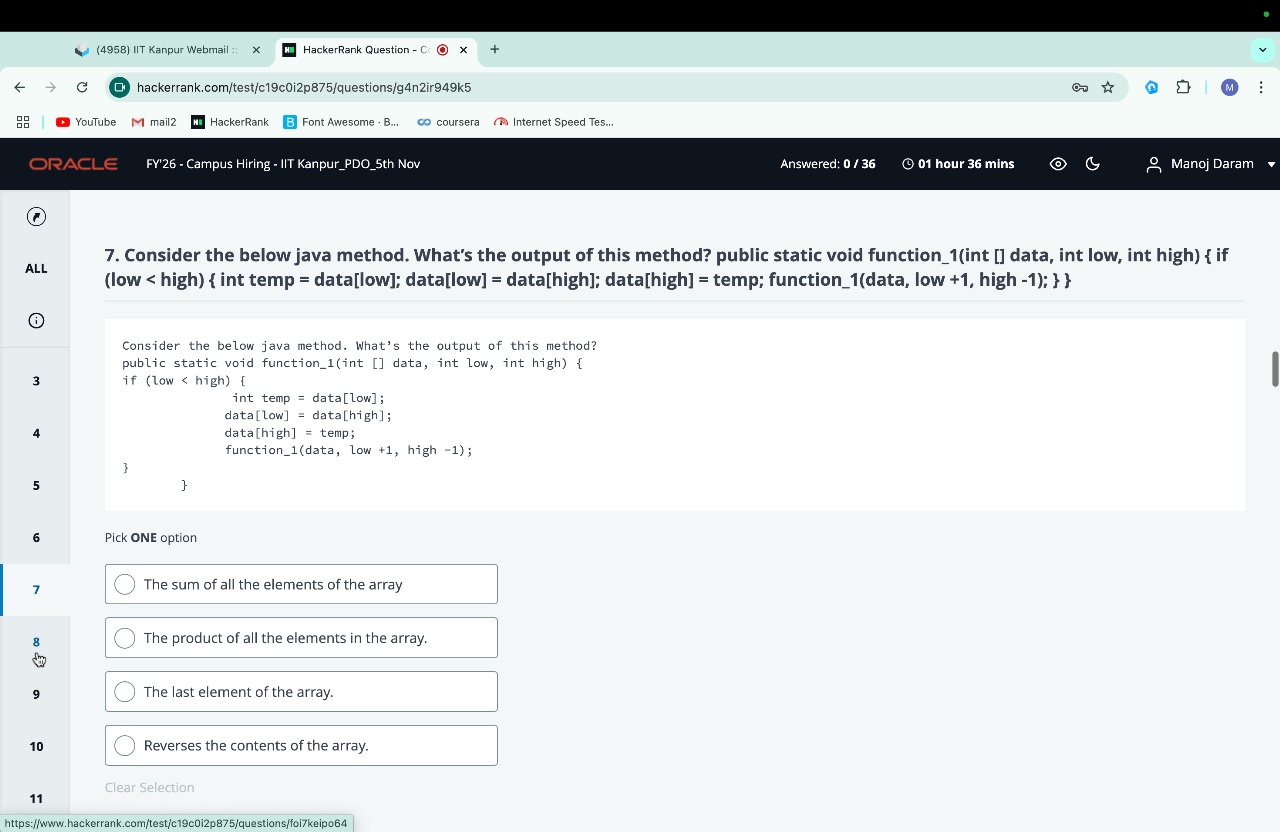 (4958) IIT Kanpur Webmail ::
HackerRank Question - Co
hackerrank.com/test/c19c0i2p875/questions/g4n2ir949k5
M
YouTube
mail2
HackerRank
Font Awesome · B...
coursera
Internet Speed Tes...
ORACLE
FY'26 - Campus Hiring - IIT Kanpur_PDO_5th Nov
Answered: 0 / 36
01 hour 36 mins
Manoj Daram
ALL
3
4
5
6
7
8
9
10
11
7. Consider the below java method. What’s the output of this method? public static void function_1(int [] data, int low, int high) { if
(low < high) { int temp = data[low]; data[low] = data[high]; data[high] = temp; function_1(data, low +1, high -1); } }
Consider the below java method. What’s the output of this method?
public static void function_1(int [] data, int low, int high) {
if (low < high) {
int temp = data[low];
data[low] = data[high];
data[high] = temp;
function_1(data, low +1, high -1);
}
}
Pick ONE option
The sum of all the elements of the array
The product of all the elements in the array.
The last element of the array.
Reverses the contents of the array.
Clear Selection
https://www.hackerrank.com/test/c19c0i2p875/questions/foi7keipo64